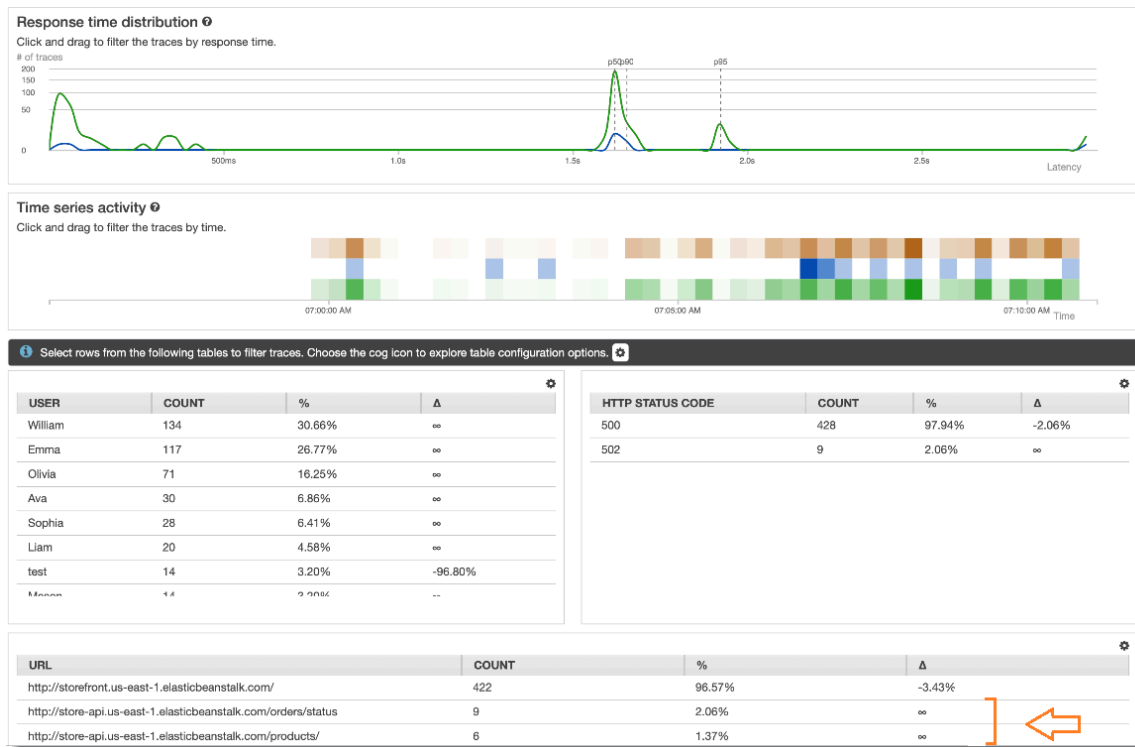 Response time distribution
Click and drag to filter the traces by response time.
# of traces
200
150
100
50
0
p50 p90 p95
500ms 1.0s 1.5s 2.0s 2.5s
Latency
Time series activity
Click and drag to filter the traces by time.
07:00:00 AM 07:05:00 AM 07:10:00 AM
Time
Select rows from the following tables to filter traces. Choose the cog icon to explore table configuration options.
USER COUNT % Δ
William 134 30.66% ∞
Emma 117 26.77% ∞
Olivia 71 16.25% ∞
Ava 30 6.86% ∞
Sophia 28 6.41% ∞
Liam 20 4.58% ∞
test 14 3.20% -96.80%
Mason 14 3.20%
HTTP STATUS CODE COUNT % Δ
500 428 97.94% -2.06%
502 9 2.06% ∞
URL COUNT % Δ
http://storefront.us-east-1.elasticbeanstalk.com/ 422 96.57% -3.43%
http://store-api.us-east-1.elasticbeanstalk.com/orders/status 9 2.06% ∞
http://store-api.us-east-1.elasticbeanstalk.com/products/ 6 1.37% ∞